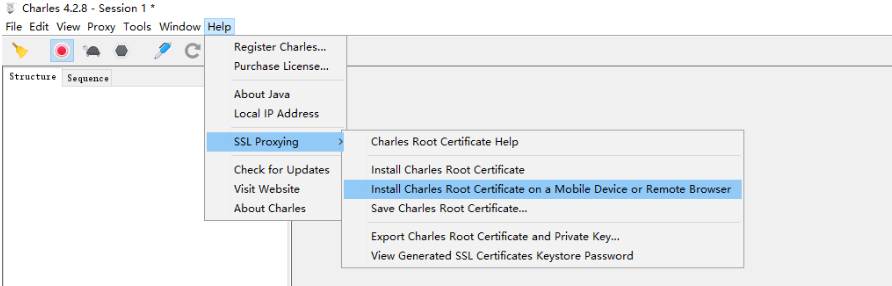 Charles 4.2.8 - Session 1 *
File Edit View Proxy Tools Window Help
Register Charles...
Purchase License...
Structure Sequence
About Java
Local IP Address
SSL Proxying
Charles Root Certificate Help
Check for Updates
Install Charles Root Certificate
Visit Website
Install Charles Root Certificate on a Mobile Device or Remote Browser
About Charles
Save Charles Root Certificate...
Export Charles Root Certificate and Private Key...
View Generated SSL Certificates Keystore Password